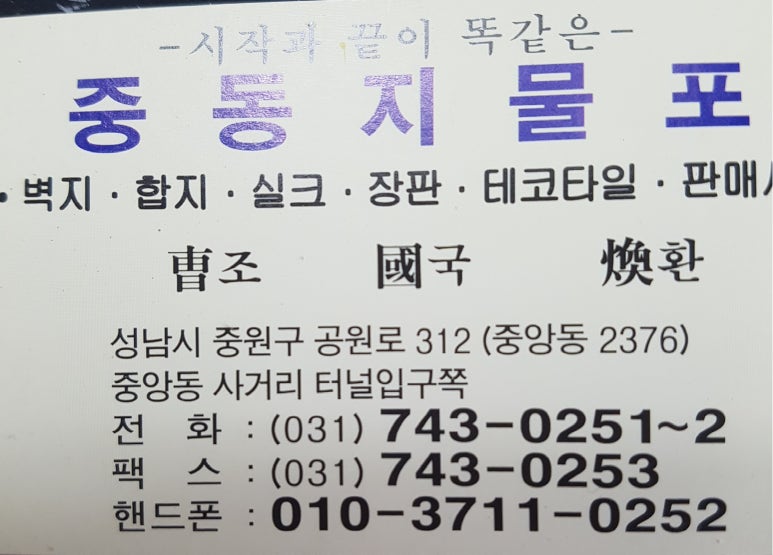 -시작과 끝이 똑같은-
중동지물포
·벽지·합지·실크·장판·데코타일·판매
曺조 國국 煥환
성남시 중원구 공원로 312 (중앙동 2376)
중앙동 사거리 터널입구쪽
전 화 : (031) 743-0251~2
팩 스 : (031) 743-0253
핸드폰 : 010-3711-0252